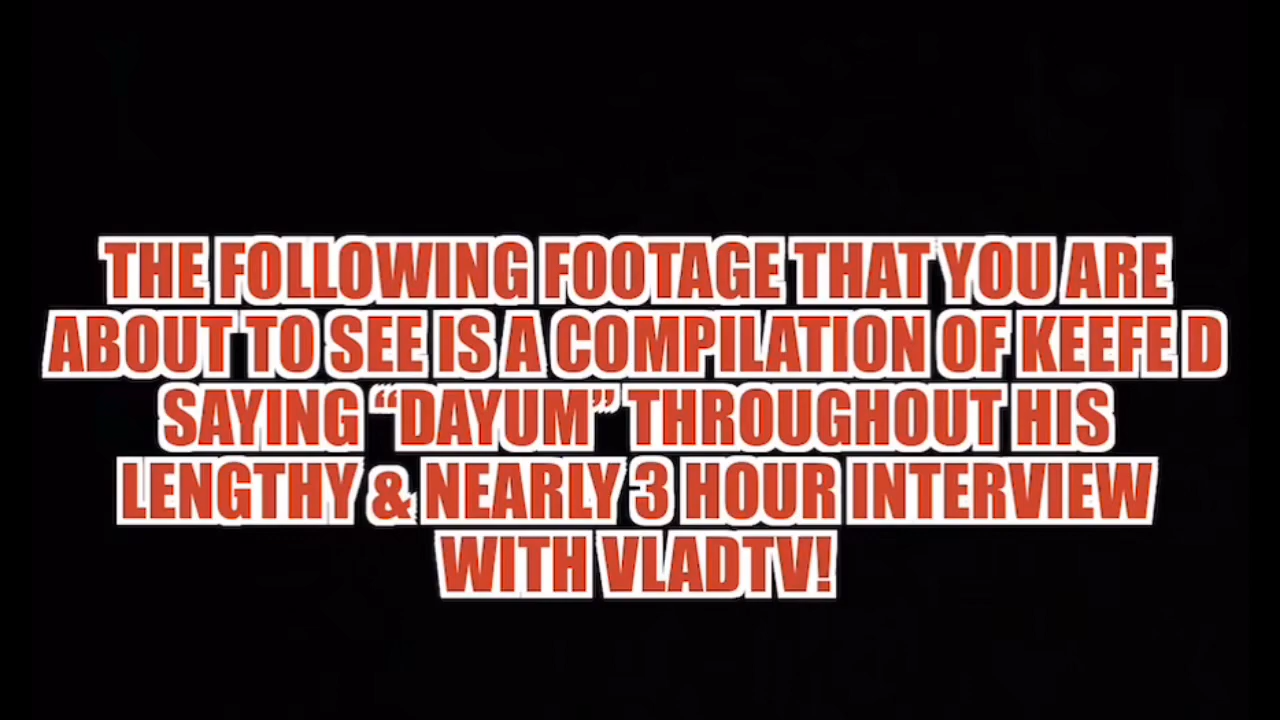 THE FOLLOWING FOOTAGE THAT YOU ARE
ABOUT TO SEE IS A COMPILATION OF KEEFE D
SAYING “DAYUM” THROUGHOUT HIS
LENGTHY & NEARLY 3 HOUR INTERVIEW
WITH VLADTV!